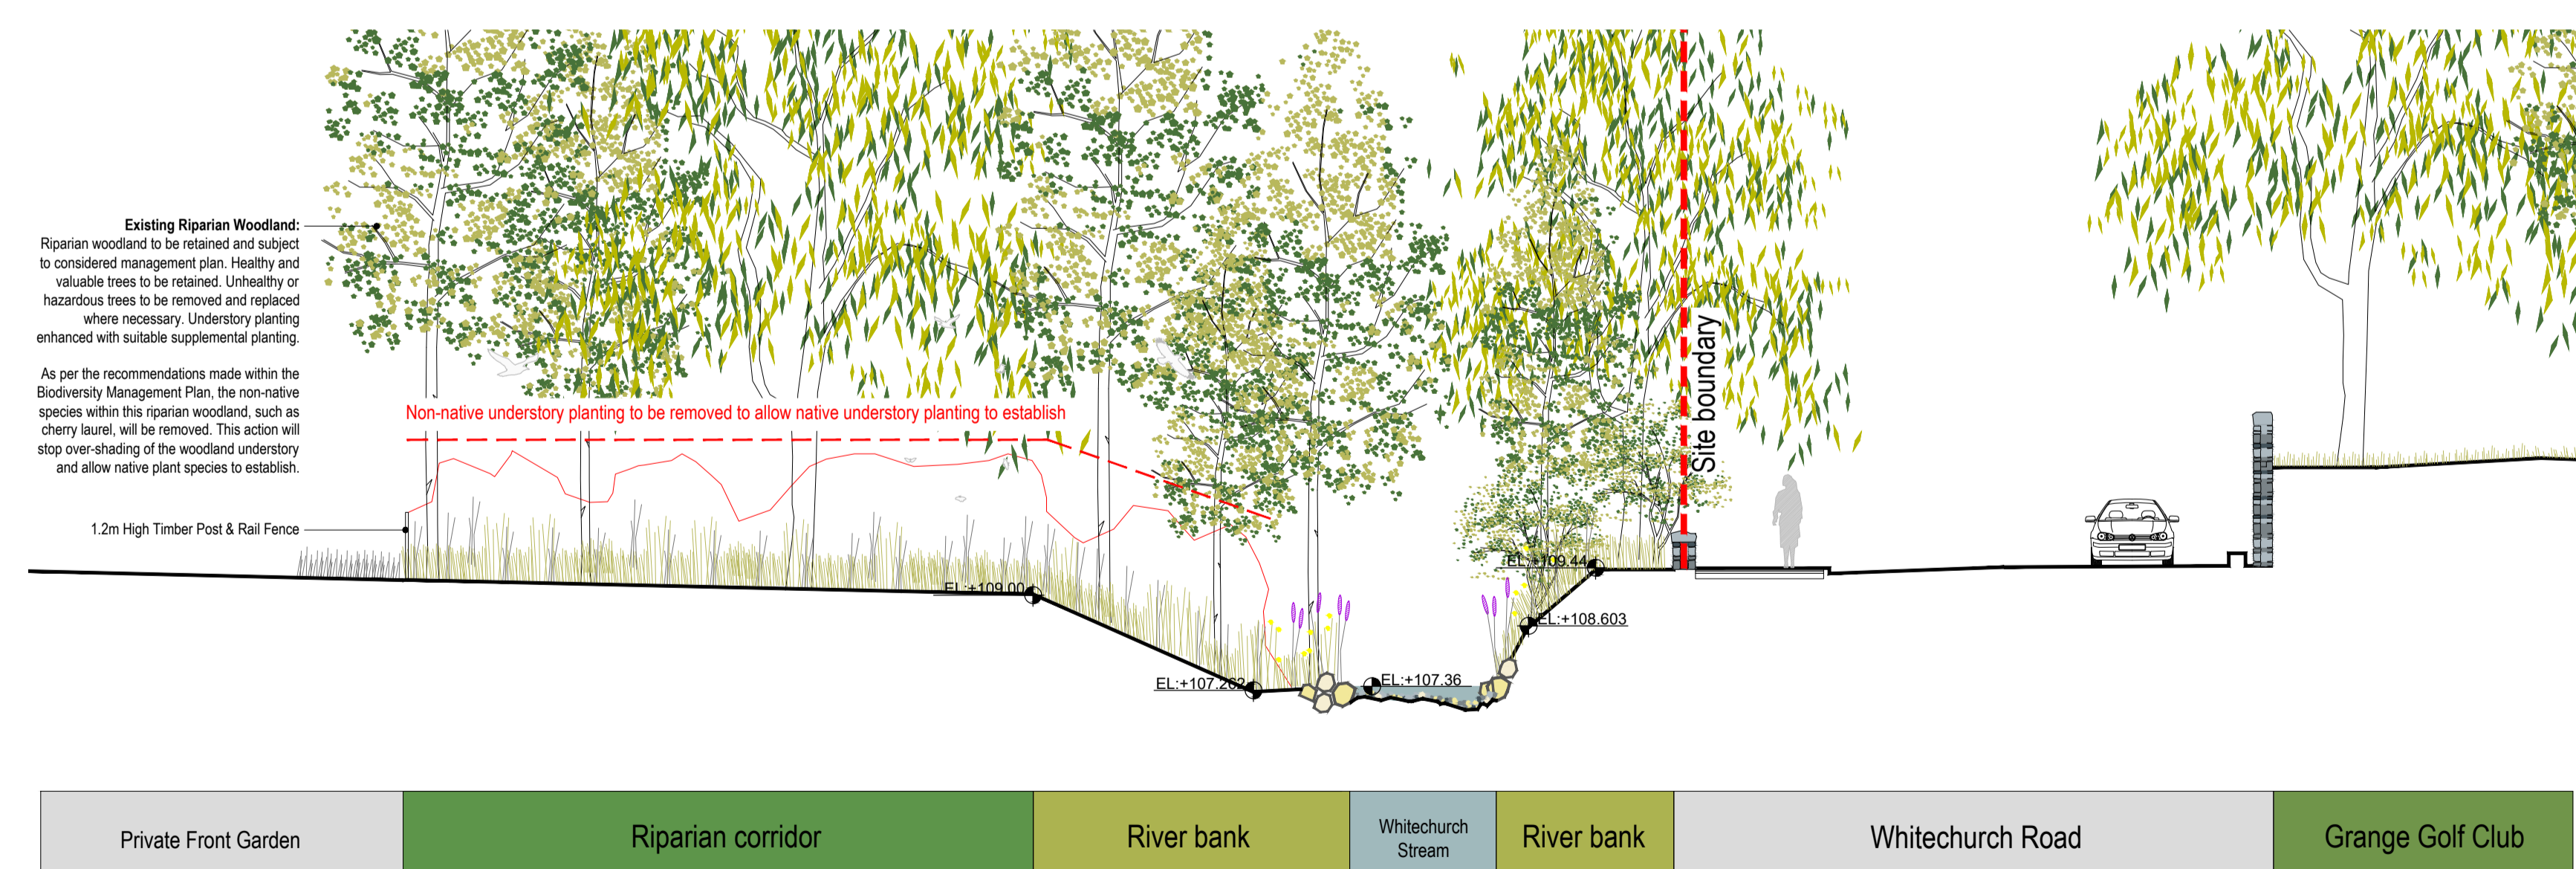 Existing Riparian Woodland:
Riparian woodland to be retained and subject
to considered management plan. Healthy and
valuable trees to be retained. Unhealthy or
hazardous trees to be removed and replaced
where necessary. Understory planting
enhanced with suitable supplemental planting.
As per the recommendations made within the
Biodiversity Management Plan, the non-native
species within this riparian woodland, such as
cherry laurel, will be removed. This action will
stop over-shading of the woodland understory
and allow native plant species to establish.
1.2m High Timber Post & Rail Fence
Non-native understory planting to be removed to allow native understory planting to establish
Site boundary
EL:+109.00
EL:+107.262
EL:+107.36
EL:+109.44
EL:+108.603
Private Front Garden
Riparian corridor
River bank
Whitechurch
Stream
River bank
Whitechurch Road
Grange Golf Club